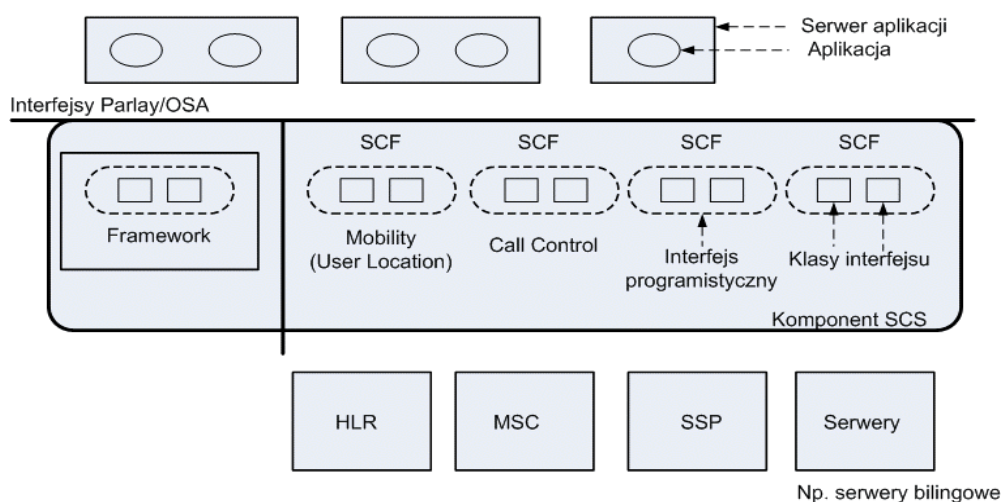 Serwer aplikacji
Aplikacja
Interfejsy Parlay/OSA
SCF
SCF
SCF
SCF
Framework
Mobility
(User Location)
Call Control
Interfejs
programistyczny
Klasy interfejsu
Komponent SCS
HLR
MSC
SSP
Serwery
Np. serwery bilingowe